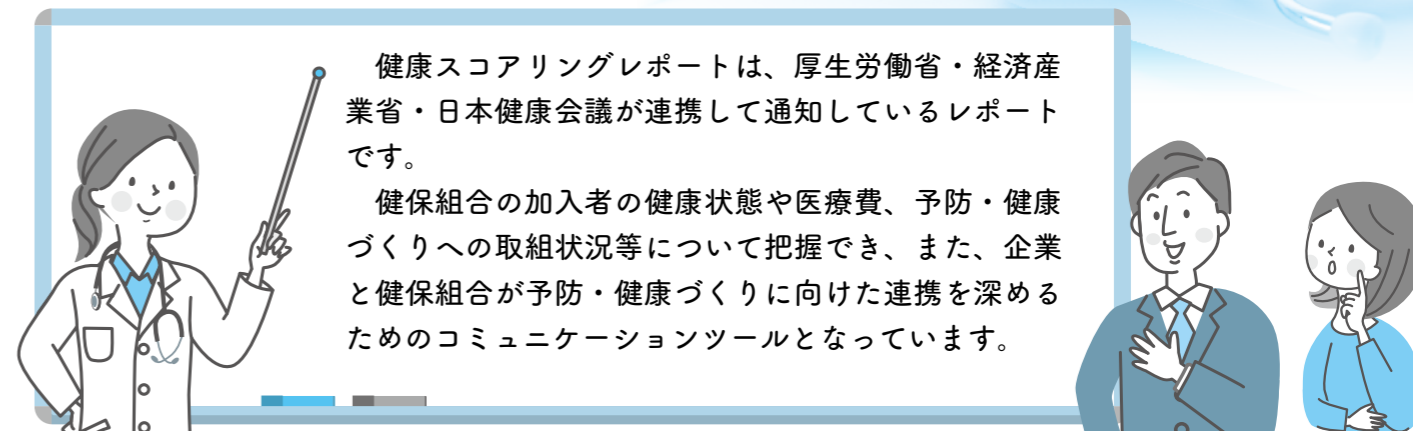 健康スコアリングレポートは、厚生労働省・経済産
業省・日本健康会議が連携して通知しているレポート
です。
　健保組合の加入者の健康状態や医療費、予防・健康
づくりへの取組状況等について把握でき、また、企業
と健保組合が予防・健康づくりに向けた連携を深める
ためのコミュニケーションツールとなっています。